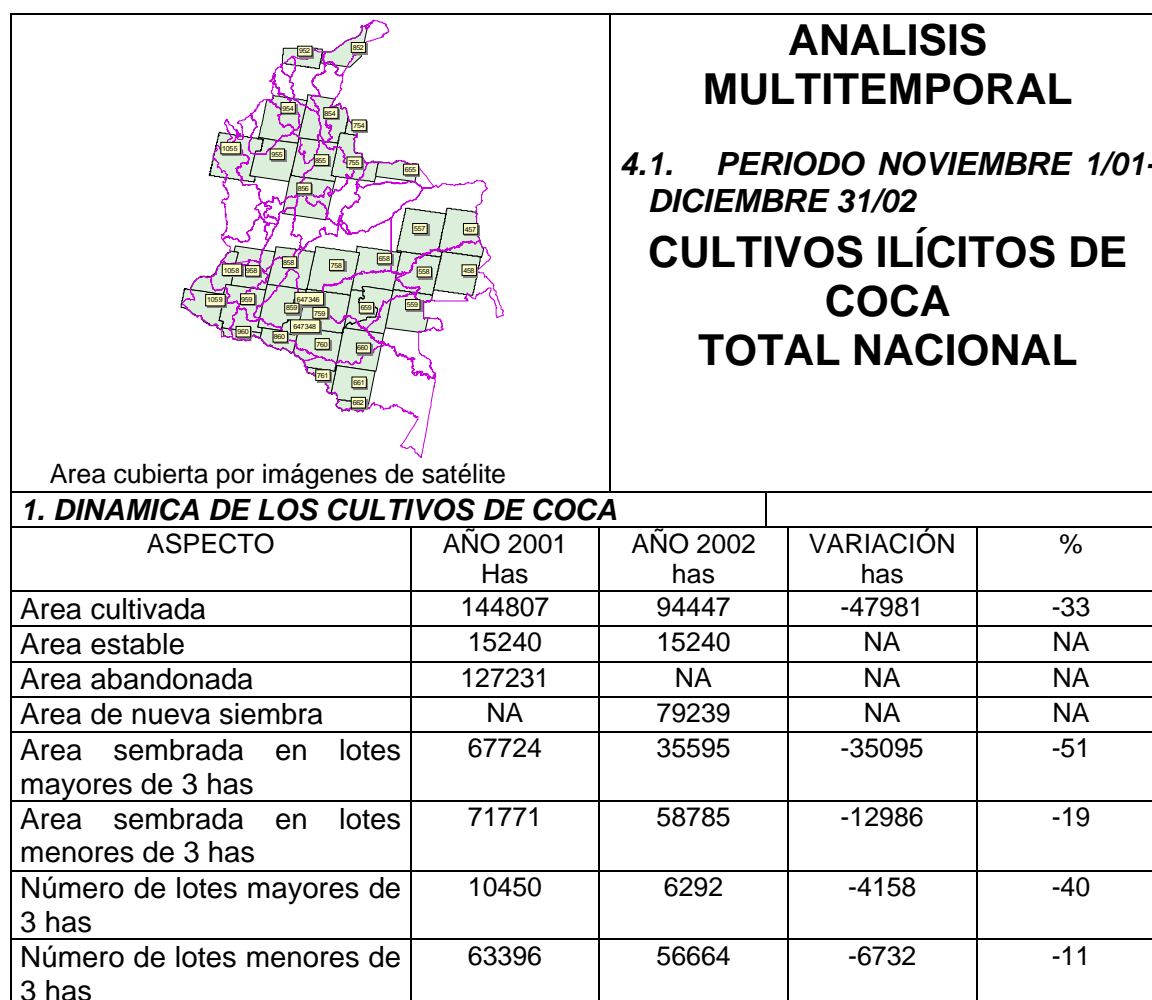 952
852
954
854
754
1055
955
855
755
655
856
557
457
658
858
758
1058
958
558
458
1059
959
647346
859
759
659
559
647348
960
860
760
660
761
661
662
Area cubierta por imágenes de satélite
ANALISIS
MULTITEMPORAL
4.1. PERIODO NOVIEMBRE 1/01-
DICIEMBRE 31/02
CULTIVOS ILÍCITOS DE
COCA
TOTAL NACIONAL
1. DINAMICA DE LOS CULTIVOS DE COCA
ASPECTO AÑO 2001 AÑO 2002 VARIACIÓN %
Has has has
Area cultivada 144807 94447 -47981 -33
Area estable 15240 15240 NA NA
Area abandonada 127231 NA NA NA
Area de nueva siembra NA 79239 NA NA
Area sembrada en lotes 67724 35595 -35095 -51
mayores de 3 has
Area sembrada en lotes 71771 58785 -12986 -19
menores de 3 has
Número de lotes mayores de 10450 6292 -4158 -40
3 has
Número de lotes menores de 63396 56664 -6732 -11
3 has